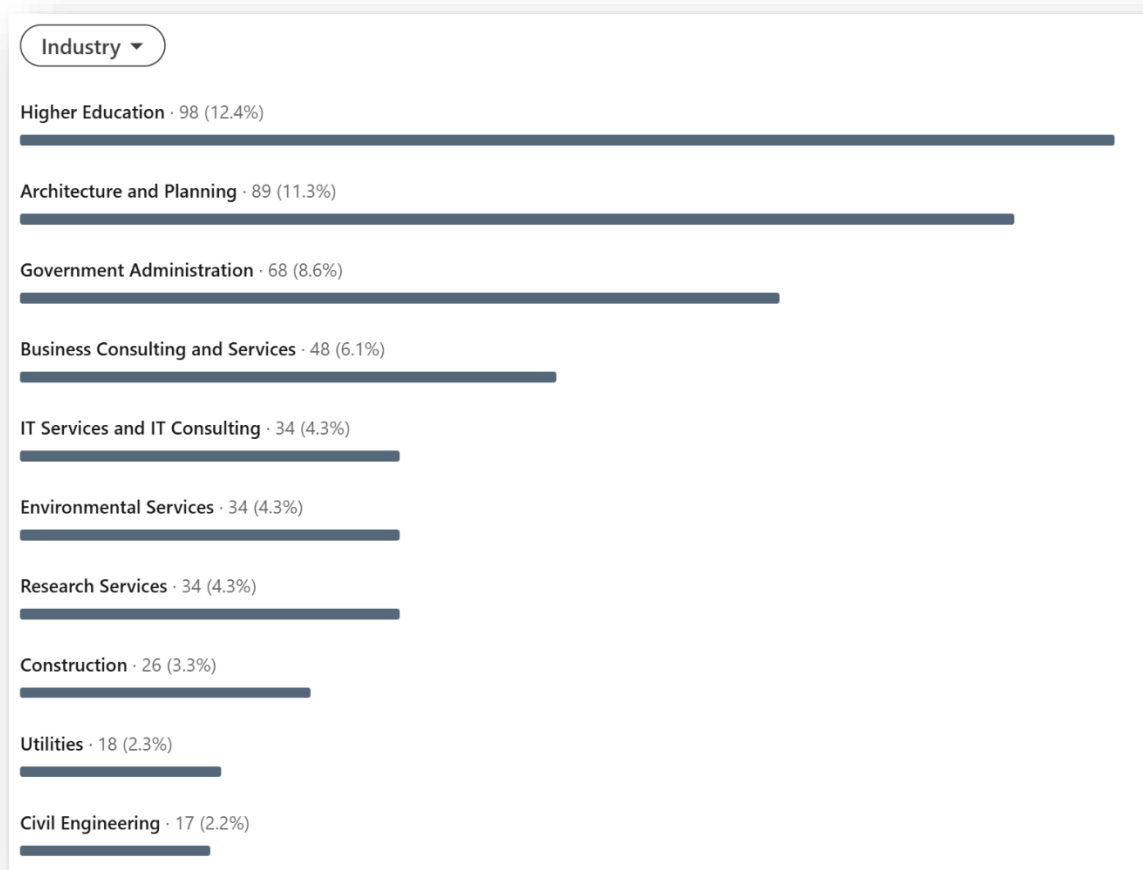 Industry
Higher Education · 98 (12.4%)
Architecture and Planning · 89 (11.3%)
Government Administration · 68 (8.6%)
Business Consulting and Services · 48 (6.1%)
IT Services and IT Consulting · 34 (4.3%)
Environmental Services · 34 (4.3%)
Research Services · 34 (4.3%)
Construction · 26 (3.3%)
Utilities · 18 (2.3%)
Civil Engineering · 17 (2.2%)